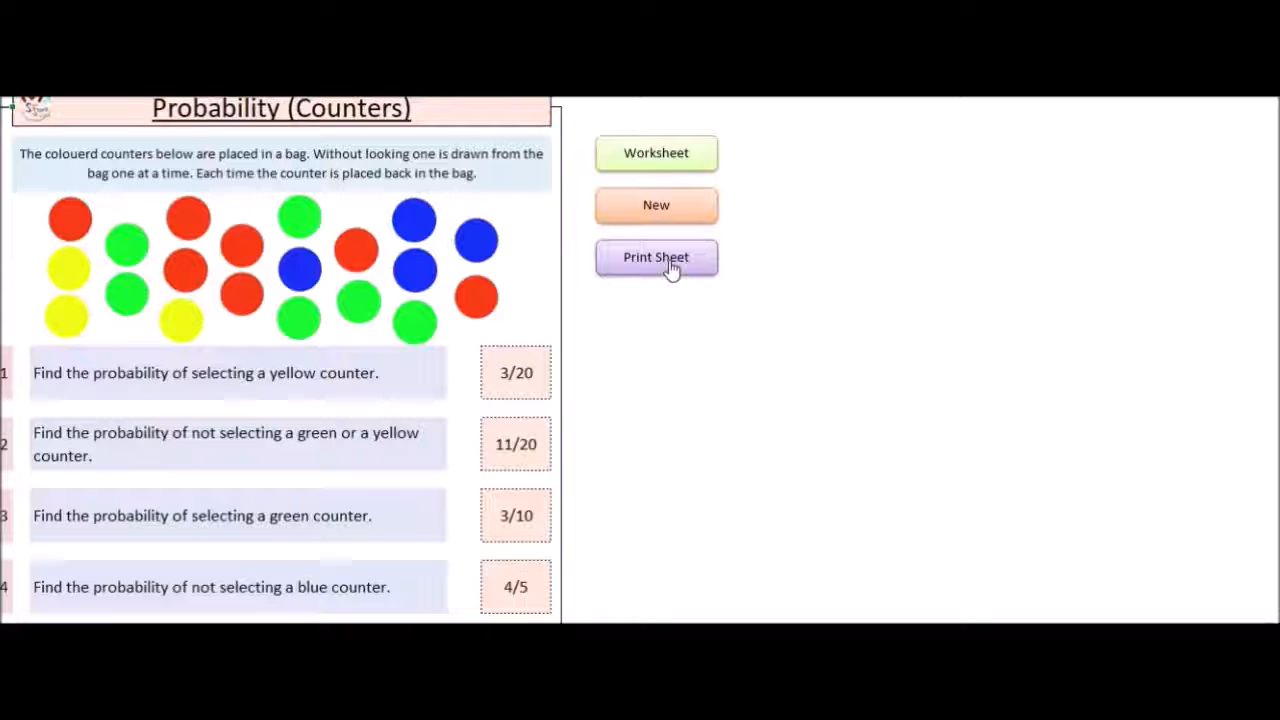 Probability (Counters)
The colouerd counters below are placed in a bag. Without looking one is drawn from the
bag one at a time. Each time the counter is placed back in the bag.
Worksheet
New
Print Sheet
1 Find the probability of selecting a yellow counter. 3/20
2 Find the probability of not selecting a green or a yellow
counter. 11/20
3 Find the probability of selecting a green counter. 3/10
4 Find the probability of not selecting a blue counter. 4/5